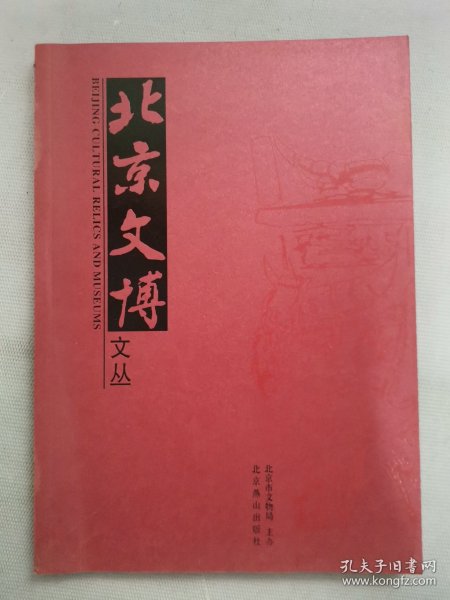 北京文博
文丛
BEIJING CULTURAL RELICS AND MUSEUMS
北京市文物局 主办
北京燕山出版社
孔夫子旧书网
www.kongfz.com